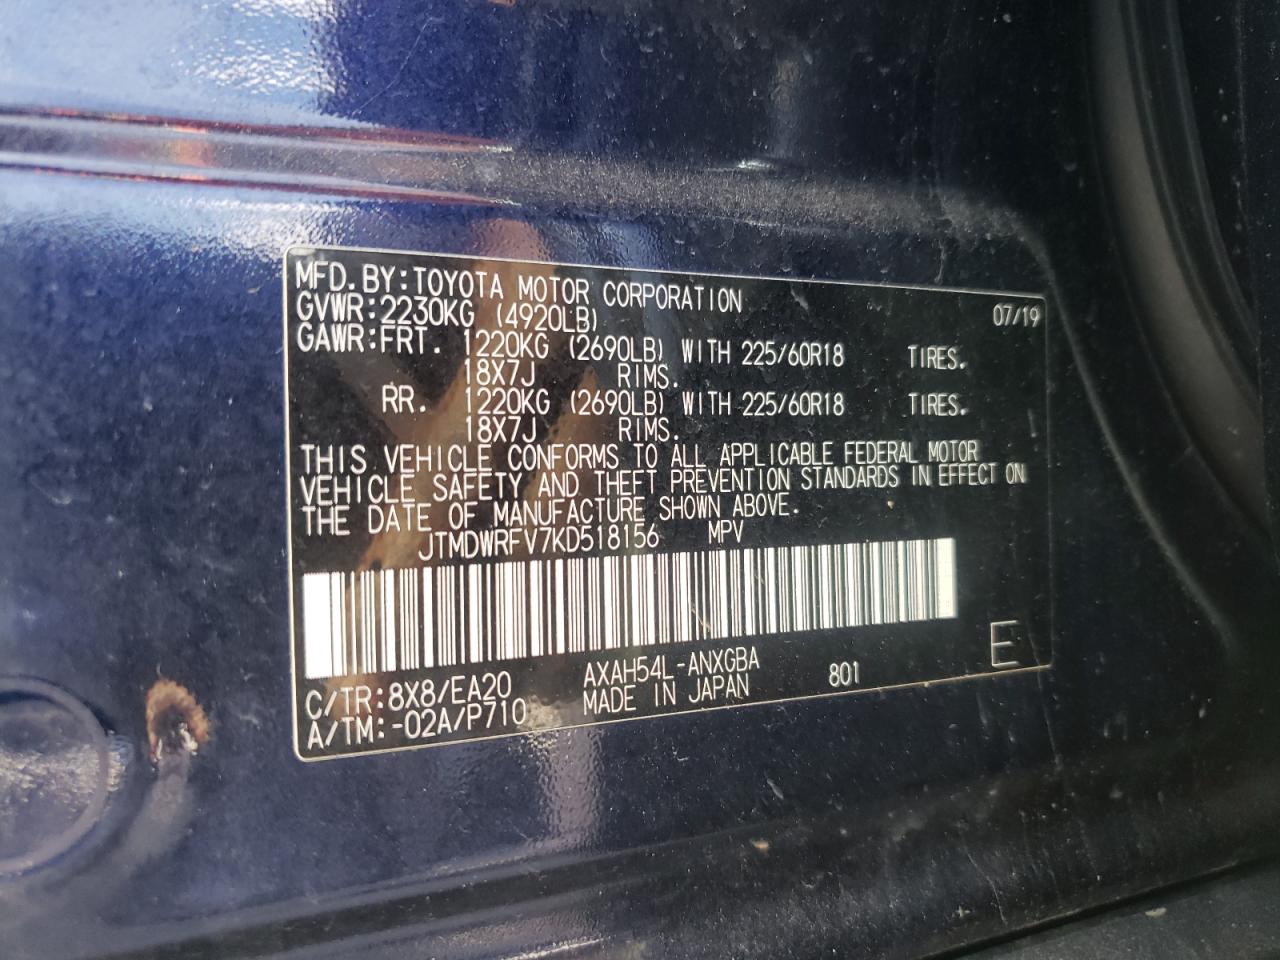 MFD.BY:TOYOTA MOTOR CORPORATION 07/19
GVWR:2230KG (4920LB)
GAWR:FRT. 1220KG (2690LB) WITH 225/60R18 TIRES.
18X7J RIMS.
RR. 1220KG (2690LB) WITH 225/60R18 TIRES.
18X7J RIMS.
THIS VEHICLE CONFORMS TO ALL APPLICABLE FEDERAL MOTOR
VEHICLE SAFETY AND THEFT PREVENTION STANDARDS IN EFFECT ON
THE DATE OF MANUFACTURE SHOWN ABOVE.
JTMDWRFV7KD518156 MPV
C/TR:8X8/EA20 AXAH54L-ANXGBA 801 E
A/TM:-02A/P710 MADE IN JAPAN